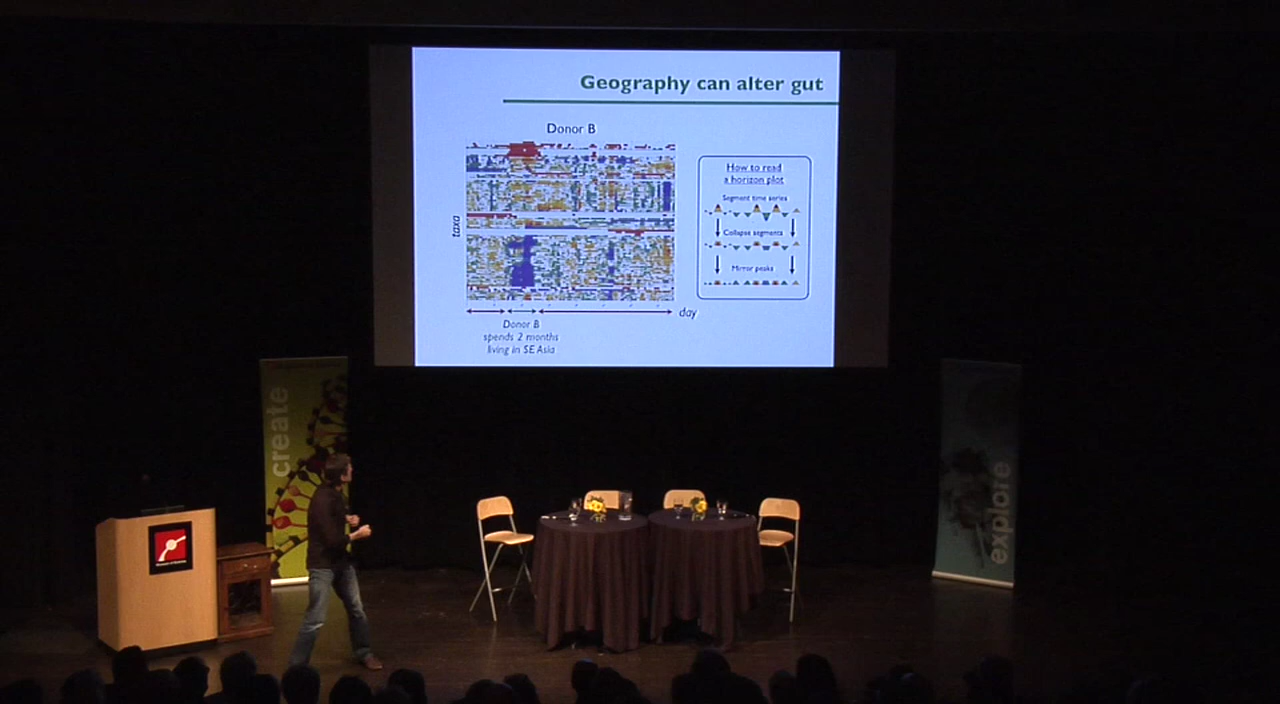 Geography can alter gut
Donor B
taxa
day
Donor B
spends 2 months
living in SE Asia
How to read
a horizon plot
Segment time series
Collapse segments
Mirror peaks
create
explore